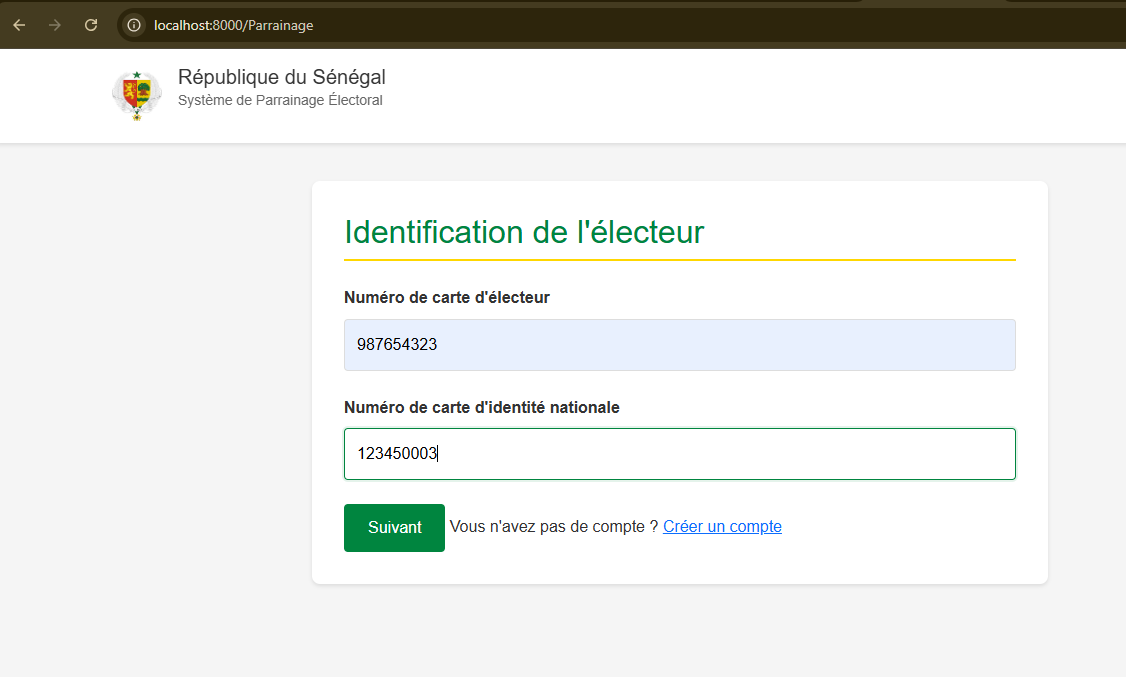 localhost:8000/Parrainage
République du Sénégal
Système de Parrainage Électoral
Identification de l'électeur
Numéro de carte d'électeur
987654323
Numéro de carte d'identité nationale
123450003
Suivant Vous n'avez pas de compte ? Créer un compte